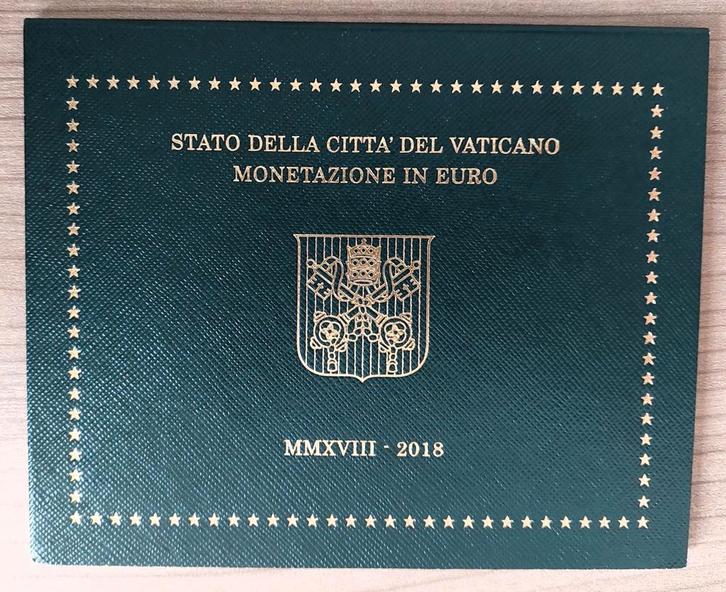 STATO DELLA CITTA' DEL VATICANO
MONETAZIONE IN EURO
MMXVIII - 2018